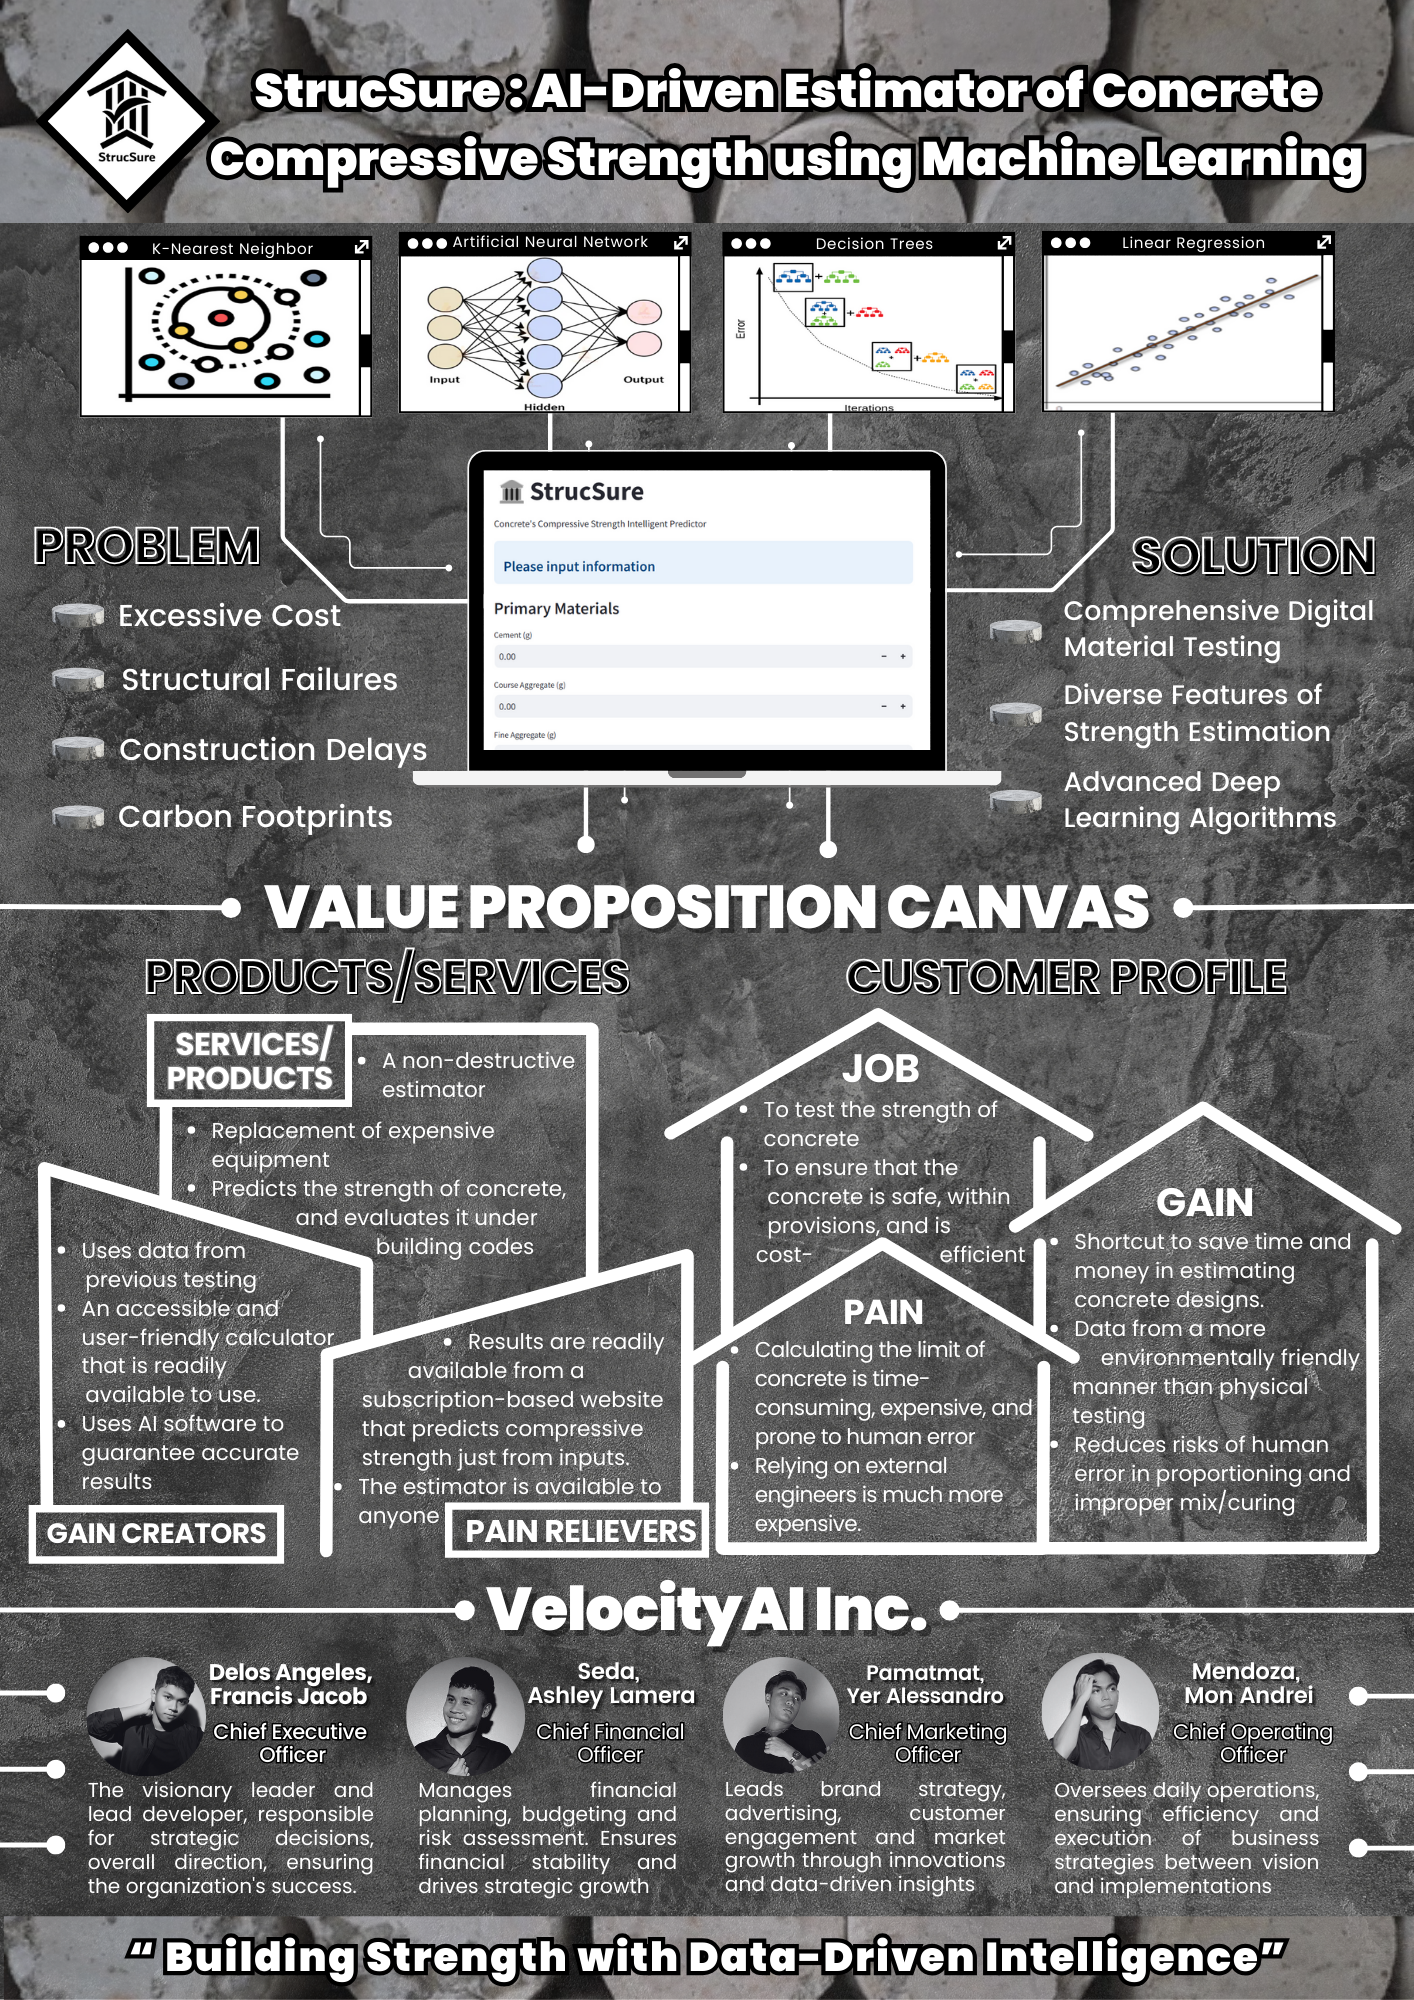 StrucSure : AI-Driven Estimator of Concrete
Compressive Strength using Machine Learning
StrucSure
K-Nearest Neighbor
Artificial Neural Network
Input
Hidden
Output
Decision Trees
Error
Iterations
Linear Regression
0
StrucSure
Concrete's Compressive Strength Intelligent Predictor
Please input information
Primary Materials
Cement (g)
0.00
- +
Course Aggregate (g)
0.00
- +
Fine Aggregate (g)
PROBLEM
Excessive Cost
Structural Failures
Construction Delays
Carbon Footprints
SOLUTION
Comprehensive Digital
Material Testing
Diverse Features of
Strength Estimation
Advanced Deep
Learning Algorithms
VALUE PROPOSITION CANVAS
PRODUCTS/SERVICES
SERVICES/
PRODUCTS
• A non-destructive
estimator
• Replacement of expensive
equipment
• Predicts the strength of concrete,
and evaluates it under
building codes
• Uses data from
previous testing
• An accessible and
user-friendly calculator
that is readily
available to use.
• Uses AI software to
guarantee accurate
results
GAIN CREATORS
• Results are readily
available from a
subscription-based website
that predicts compressive
strength just from inputs.
• The estimator is available to
anyone
PAIN RELIEVERS
CUSTOMER PROFILE
JOB
• To test the strength of
concrete
• To ensure that the
concrete is safe, within
provisions, and is
cost- efficient
PAIN
• Calculating the limit of
concrete is time-
consuming, expensive, and
prone to human error
• Relying on external
engineers is much more
expensive.
GAIN
• Shortcut to save time and
money in estimating
concrete designs.
• Data from a more
environmentally friendly
manner than physical
testing
• Reduces risks of human
error in proportioning and
improper mix/curing
VelocityAI Inc.
Delos Angeles,
Francis Jacob
Chief Executive
Officer
The visionary leader and
lead developer, responsible
for strategic decisions,
overall direction, ensuring
the organization's success.
Seda,
Ashley Lamera
Chief Financial
Officer
Manages financial
planning, budgeting and
risk assessment. Ensures
financial stability and
drives strategic growth
Pamatmat,
Yer Alessandro
Chief Marketing
Officer
Leads brand strategy,
advertising, customer
engagement and market
growth through innovations
and data-driven insights
Mendoza,
Mon Andrei
Chief Operating
Officer
Oversees daily operations,
ensuring efficiency and
execution of business
strategies between vision
and implementations
“ Building Strength with Data-Driven Intelligence”